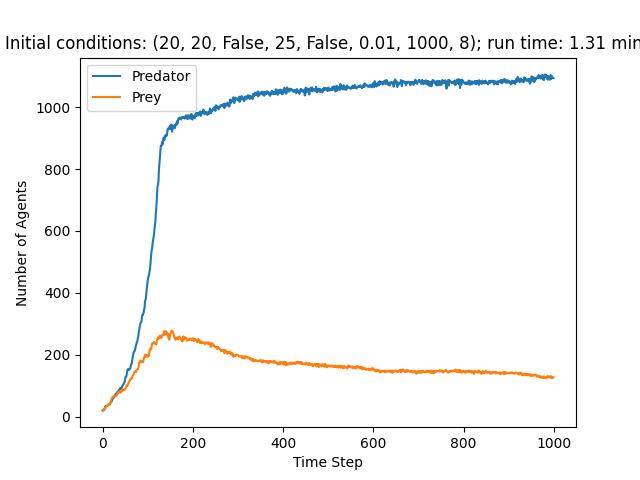 Initial conditions: (20, 20, False, 25, False, 0.01, 1000, 8); run time: 1.31 min
Predator
Prey
1000
800
600
400
200
0
Number of Agents
0 200 400 600 800 1000
Time Step